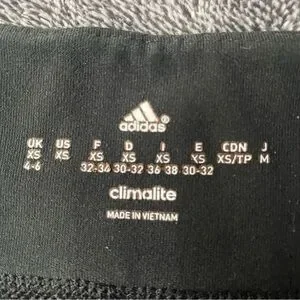 adidas®
UK US F D I E CDN J
XS XS XS XS XS XS XS/TP M
4-6 32-34 30-32 36-38 30-32
climalite
MADE IN VIETNAM